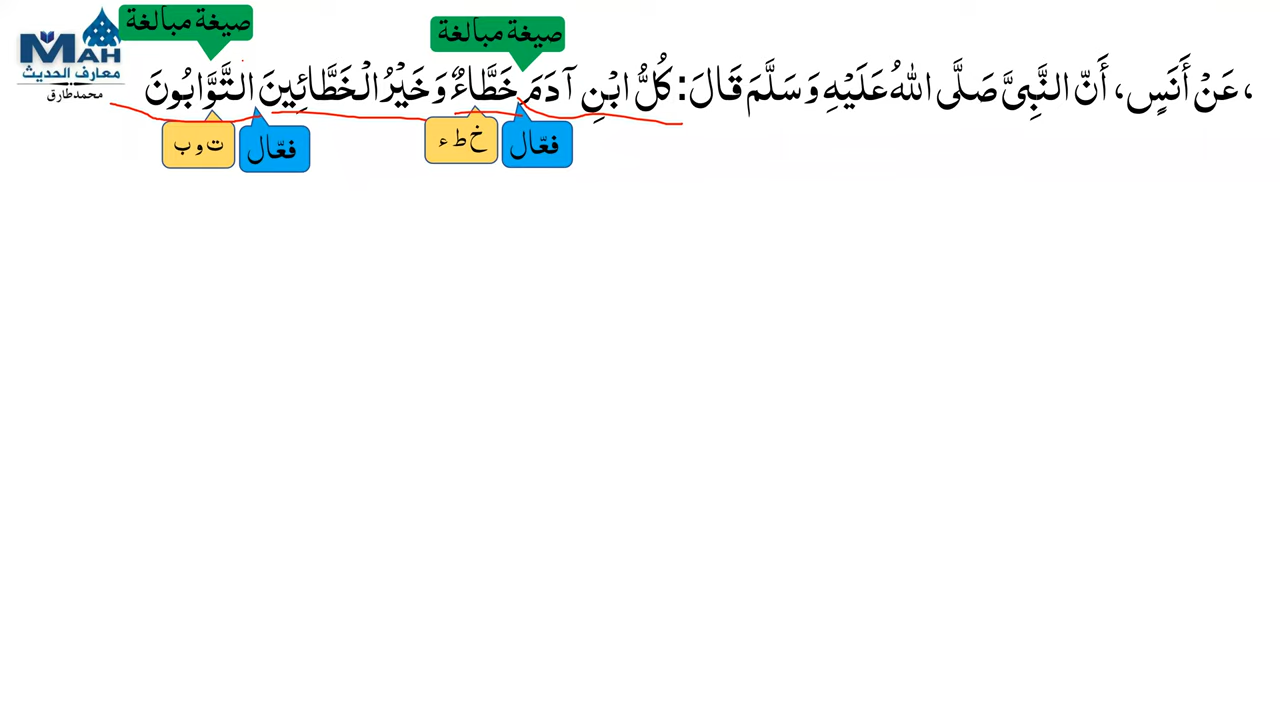 صيغة مبالغة
صيغة مبالغة
MAH
معارف الحديث
محمد طارق
، عَنْ أَنَسٍ، أَنَّ النَّبِيَّ صَلَّى اللهُ عَلَيْهِ وَسَلَّمَ قَالَ: كُلُّ ابْنِ آدَمَ خَطَّاءٌ وَخَيْرُ الْخَطَّائِينَ التَّوَّابُونَ
فعّال
خ ط ء
فعّال
ت و ب